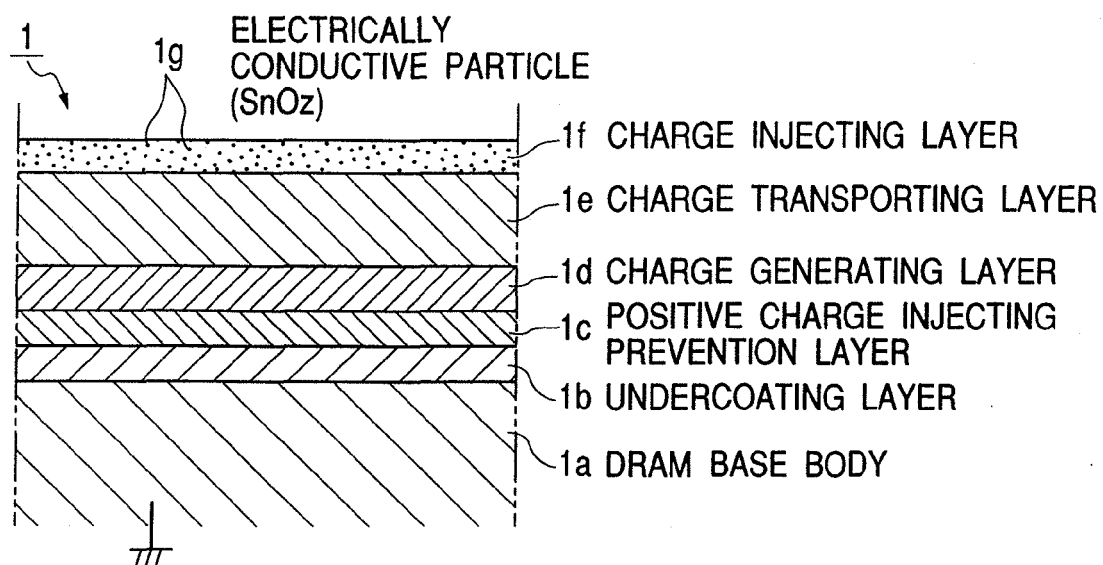 1
1g
ELECTRICALLY
CONDUCTIVE PARTICLE
(SnOz)
1f CHARGE INJECTING LAYER
1e CHARGE TRANSPORTING LAYER
1d CHARGE GENERATING LAYER
1c POSITIVE CHARGE INJECTING
PREVENTION LAYER
1b UNDERCOATING LAYER
1a DRAM BASE BODY